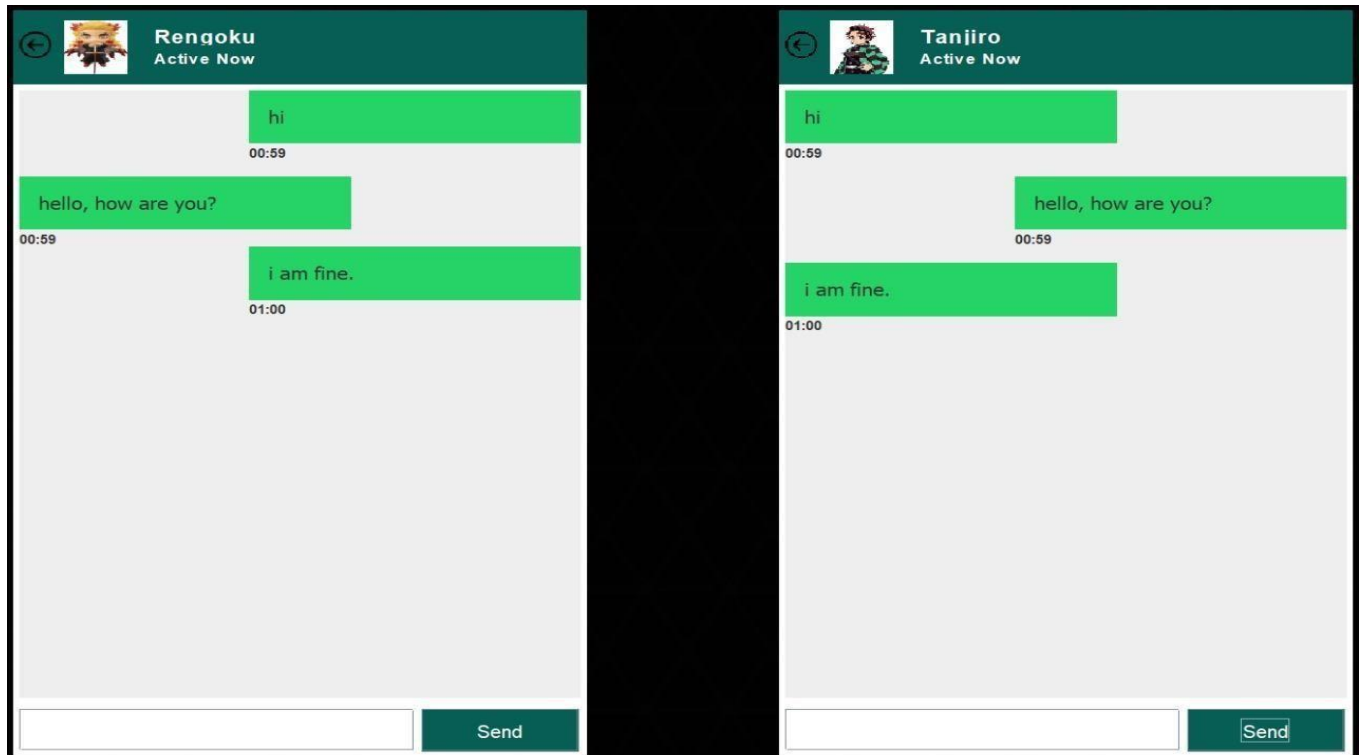 Rengoku
Active Now
hi
00:59
hello, how are you?
00:59
i am fine.
01:00
Send
Tanjiro
Active Now
hi
00:59
hello, how are you?
00:59
i am fine.
01:00
Send